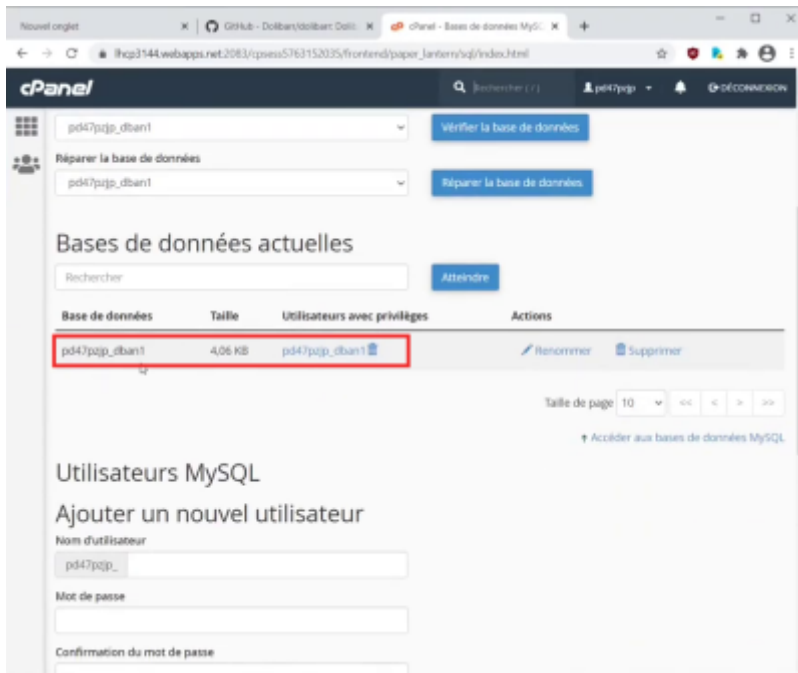 Nouvel onglet
GitHub - Dolibarr/dolibarr: Doli
cPanel - Bases de données MySQ
lhcp3144.webapps.net:2083/cpsess5763152035/frontend/paper_lantern/sql/index.html
cPanel
Rechercher ( / )
pd47pzjp
DÉCONNEXION
pd47pzjp_dban1
Vérifier la base de données
Réparer la base de données
pd47pzjp_dban1
Réparer la base de données
Bases de données actuelles
Rechercher
Atteindre
Base de données Taille Utilisateurs avec privilèges Actions
pd47pzjp_dban1 4,06 KB pd47pzjp_dban1 Renommer Supprimer
Taille de page 10 << < > >>
Accéder aux bases de données MySQL
Utilisateurs MySQL
Ajouter un nouvel utilisateur
Nom d'utilisateur
pd47pzjp_
Mot de passe
Confirmation du mot de passe